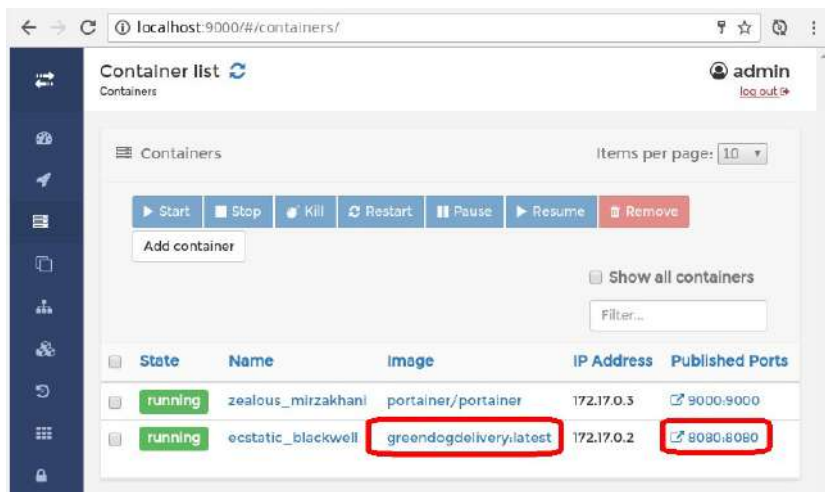 localhost:9000/#/containers/
Container list
Containers
admin
log out
Containers
Items per page: 10
Start Stop Kill Restart Pause Resume Remove
Add container
Show all containers
Filter...
State Name Image IP Address Published Ports
running zealous_mirzakhani portainer/portainer 172.17.0.3 9000:9000
running ecstatic_blackwell greendogdelivery:latest 172.17.0.2 8080:8080